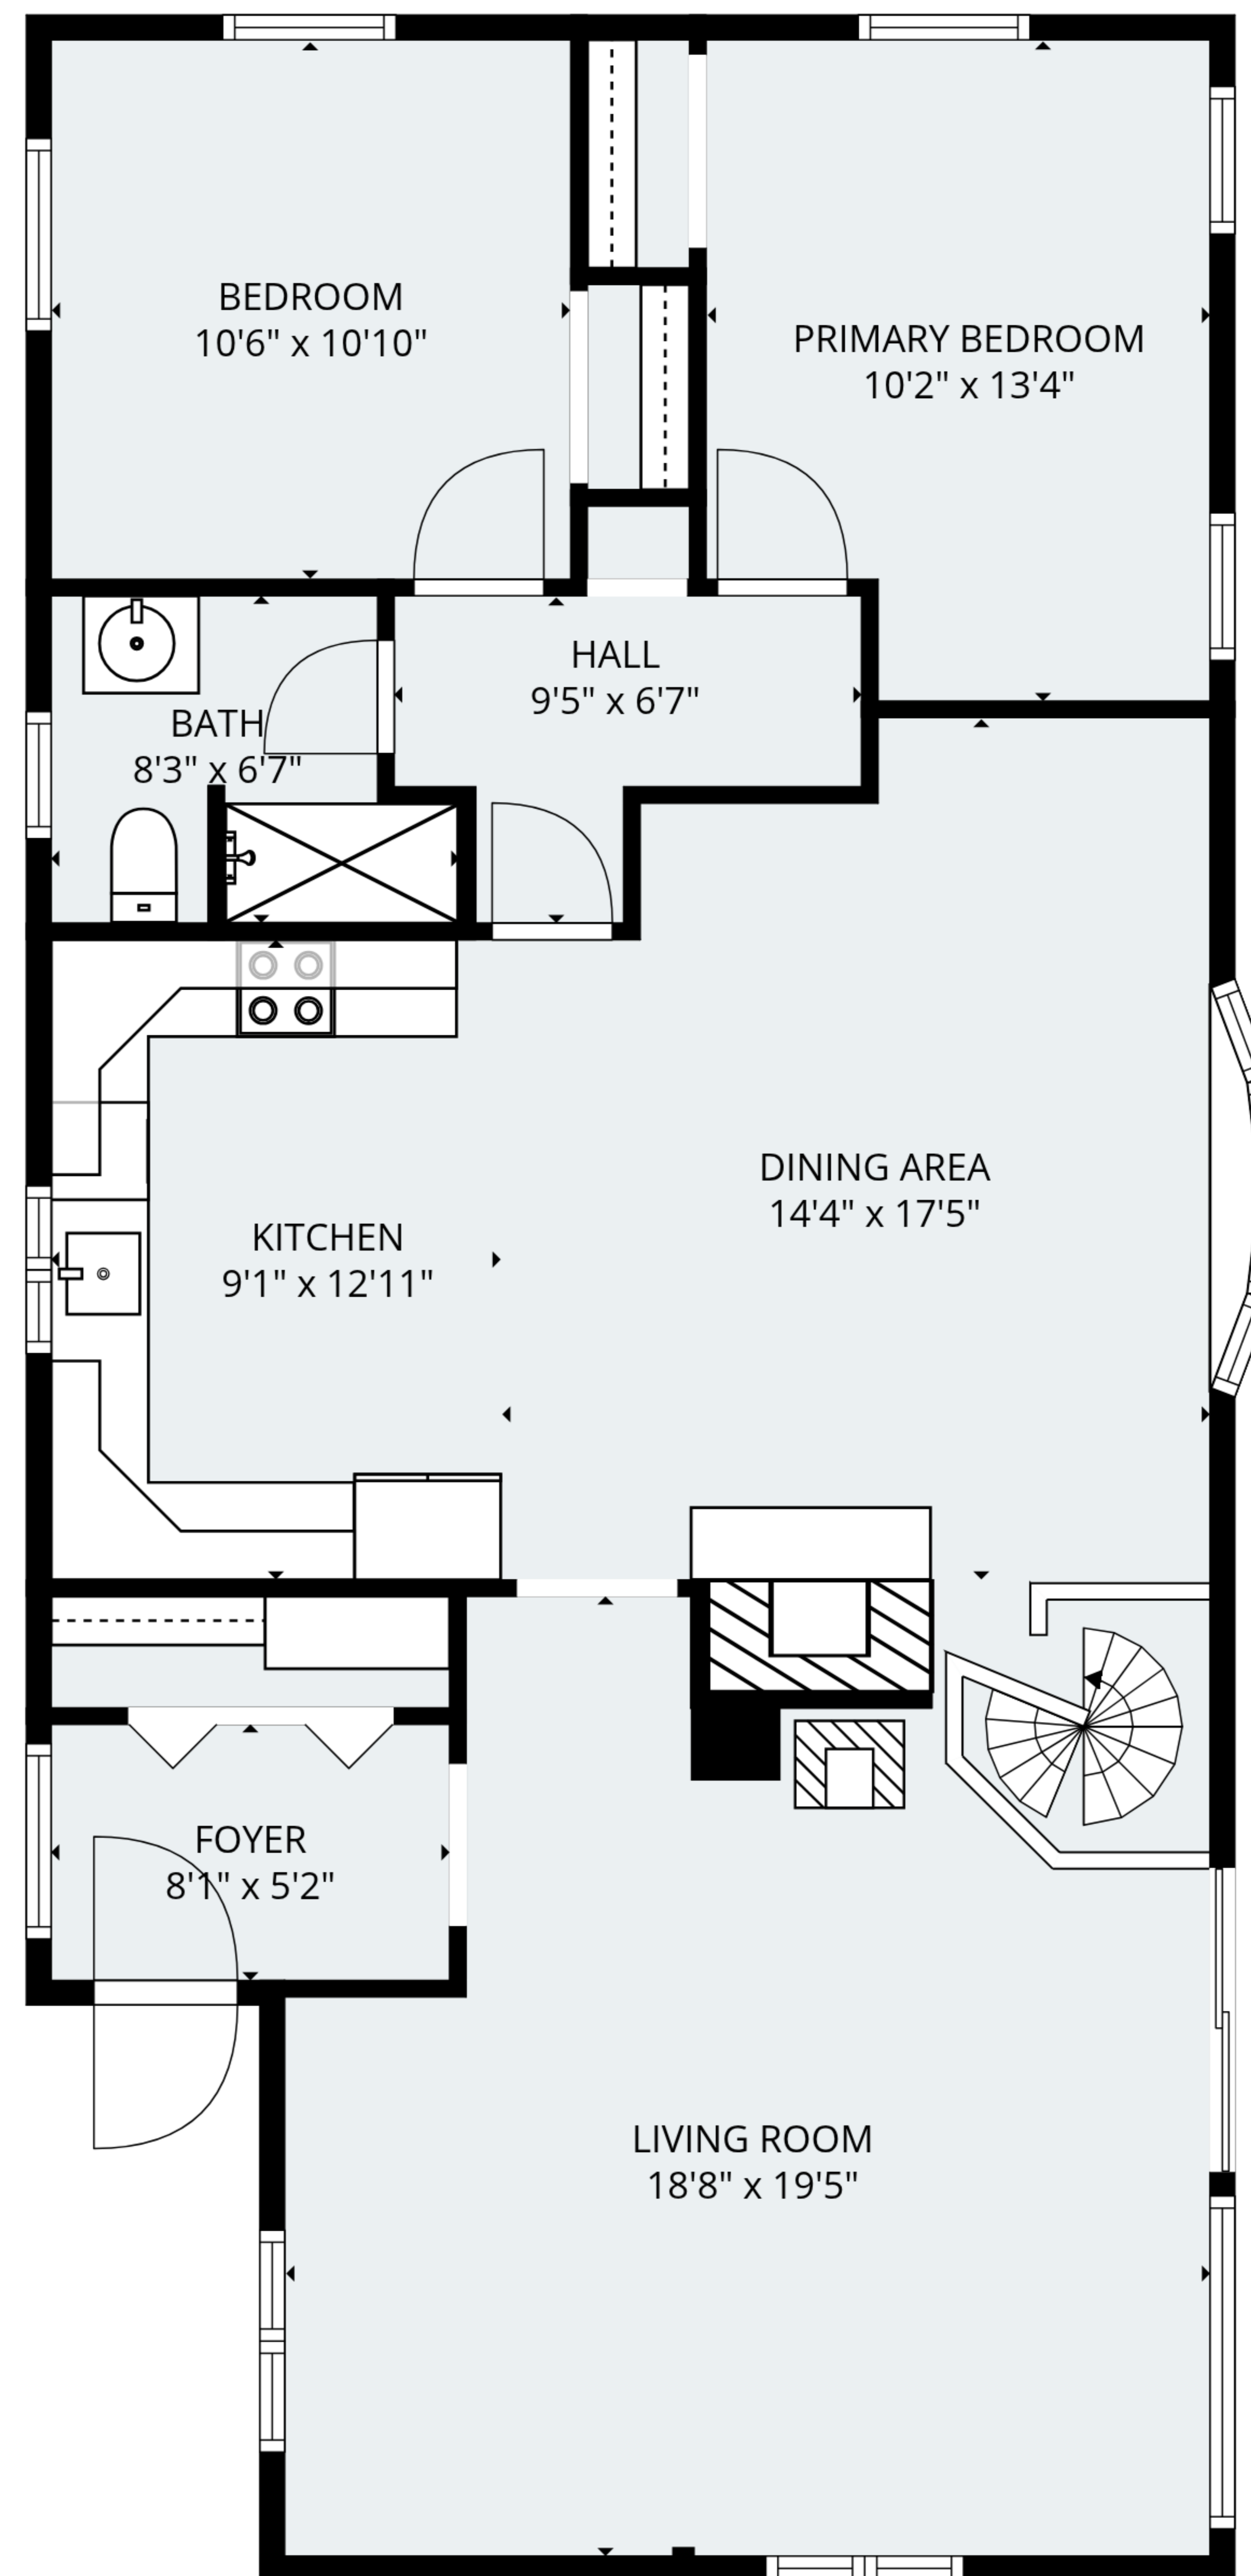 BEDROOM
10'6" x 10'10"
PRIMARY BEDROOM
10'2" x 13'4"
HALL
9'5" x 6'7"
BATH
8'3" x 6'7"
DINING AREA
14'4" x 17'5"
KITCHEN
9'1" x 12'11"
FOYER
8'1" x 5'2"
LIVING ROOM
18'8" x 19'5"